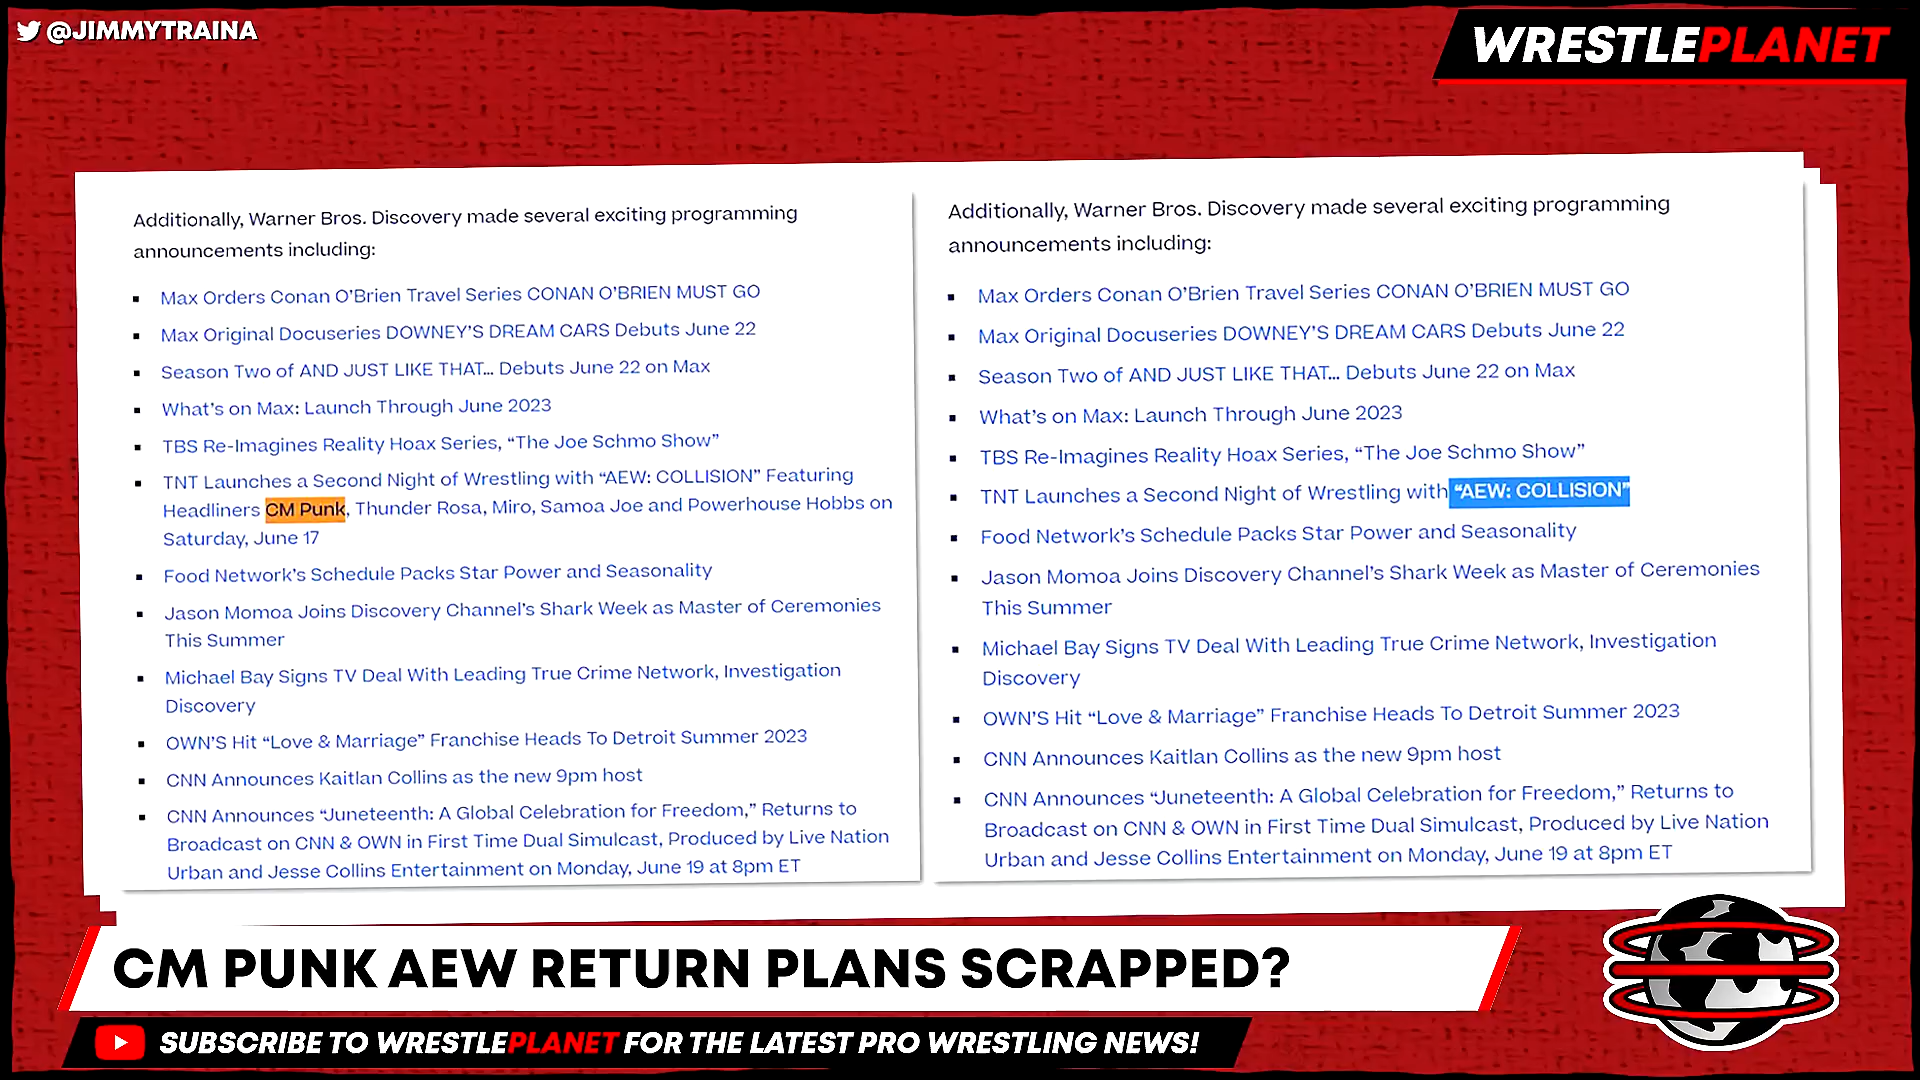 @JIMMYTRAINA
WRESTLEPLANET
Additionally, Warner Bros. Discovery made several exciting programming
announcements including:
Max Orders Conan O’Brien Travel Series CONAN O’BRIEN MUST GO
Max Original Docuseries DOWNEY’S DREAM CARS Debuts June 22
Season Two of AND JUST LIKE THAT… Debuts June 22 on Max
What’s on Max: Launch Through June 2023
TBS Re-Imagines Reality Hoax Series, “The Joe Schmo Show”
TNT Launches a Second Night of Wrestling with “AEW: COLLISION” Featuring
Headliners CM Punk, Thunder Rosa, Miro, Samoa Joe and Powerhouse Hobbs on
Saturday, June 17
Food Network’s Schedule Packs Star Power and Seasonality
Jason Momoa Joins Discovery Channel’s Shark Week as Master of Ceremonies
This Summer
Michael Bay Signs TV Deal With Leading True Crime Network, Investigation
Discovery
OWN’S Hit “Love & Marriage” Franchise Heads To Detroit Summer 2023
CNN Announces Kaitlan Collins as the new 9pm host
CNN Announces “Juneteenth: A Global Celebration for Freedom,” Returns to
Broadcast on CNN & OWN in First Time Dual Simulcast, Produced by Live Nation
Urban and Jesse Collins Entertainment on Monday, June 19 at 8pm ET
Additionally, Warner Bros. Discovery made several exciting programming
announcements including:
Max Orders Conan O’Brien Travel Series CONAN O’BRIEN MUST GO
Max Original Docuseries DOWNEY’S DREAM CARS Debuts June 22
Season Two of AND JUST LIKE THAT… Debuts June 22 on Max
What’s on Max: Launch Through June 2023
TBS Re-Imagines Reality Hoax Series, “The Joe Schmo Show”
TNT Launches a Second Night of Wrestling with “AEW: COLLISION”
Food Network’s Schedule Packs Star Power and Seasonality
Jason Momoa Joins Discovery Channel’s Shark Week as Master of Ceremonies
This Summer
Michael Bay Signs TV Deal With Leading True Crime Network, Investigation
Discovery
OWN’S Hit “Love & Marriage” Franchise Heads To Detroit Summer 2023
CNN Announces Kaitlan Collins as the new 9pm host
CNN Announces “Juneteenth: A Global Celebration for Freedom,” Returns to
Broadcast on CNN & OWN in First Time Dual Simulcast, Produced by Live Nation
Urban and Jesse Collins Entertainment on Monday, June 19 at 8pm ET
CM PUNK AEW RETURN PLANS SCRAPPED?
SUBSCRIBE TO WRESTLEPLANET FOR THE LATEST PRO WRESTLING NEWS!